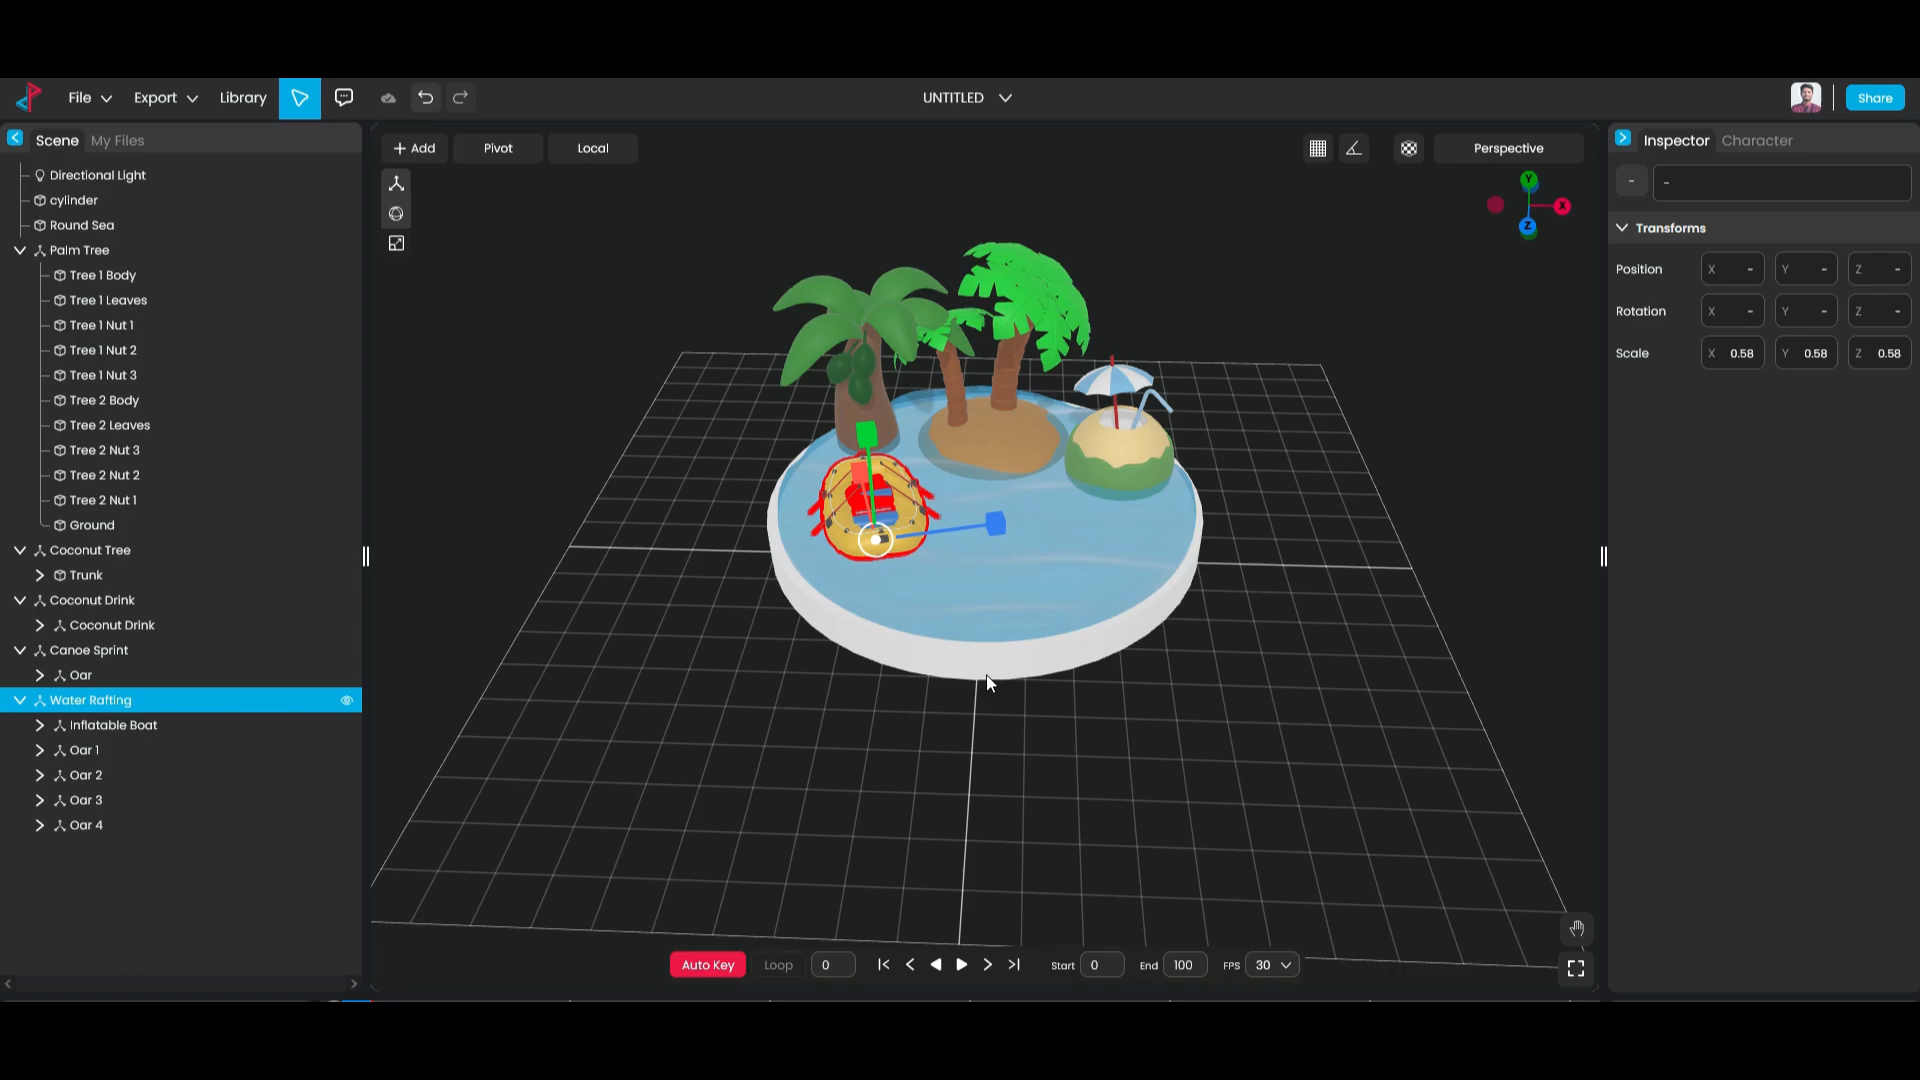 File Export Library UNTITLED Share
Scene My Files
+ Add Pivot Local Perspective
Inspector Character
Directional Light
cylinder
Round Sea
Palm Tree
Tree 1 Body
Tree 1 Leaves
Tree 1 Nut 1
Tree 1 Nut 2
Tree 1 Nut 3
Tree 2 Body
Tree 2 Leaves
Tree 2 Nut 3
Tree 2 Nut 2
Tree 2 Nut 1
Ground
Coconut Tree
Trunk
Coconut Drink
Coconut Drink
Canoe Sprint
Oar
Water Rafting
Inflatable Boat
Oar 1
Oar 2
Oar 3
Oar 4
Y
X
Z
- -
Transforms
Position X - Y - Z -
Rotation X - Y - Z -
Scale X 0.58 Y 0.58 Z 0.58
Auto Key Loop 0 Start 0 End 100 FPS 30